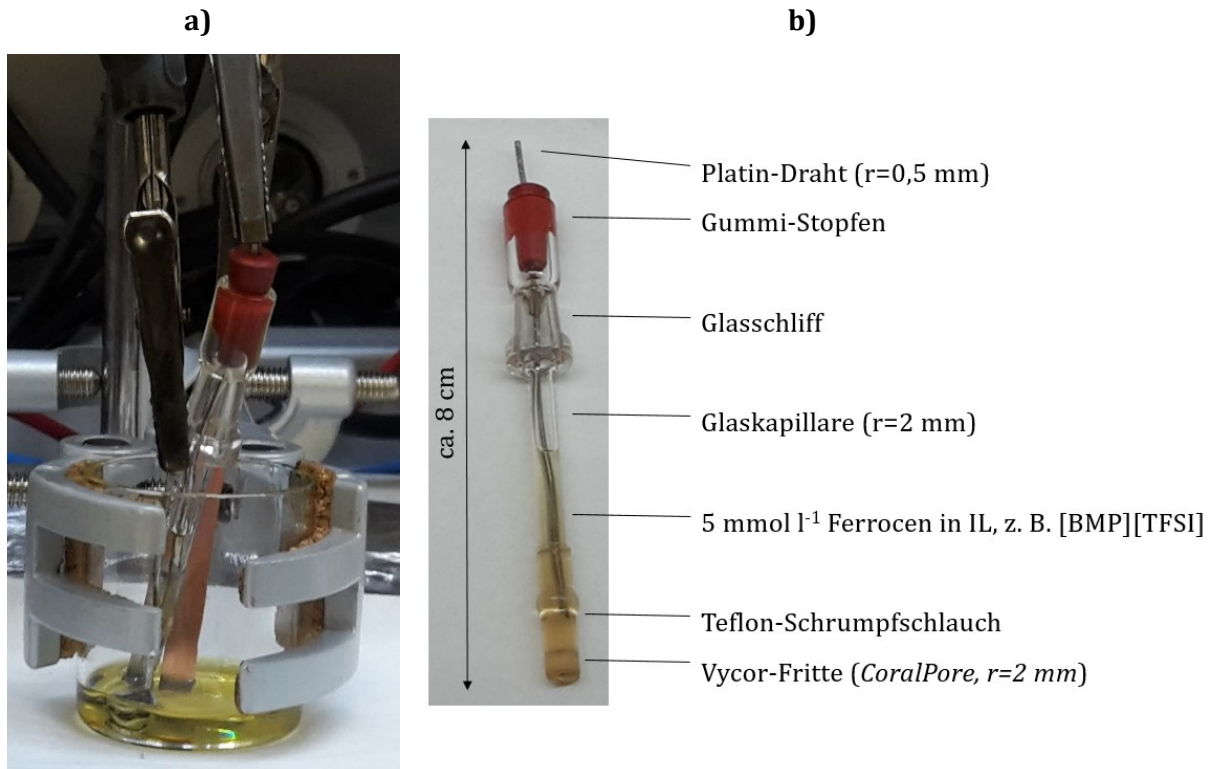 a)
b)
Platin-Draht (r=0,5 mm)
Gummi-Stopfen
Glasschliff
ca. 8 cm
Glaskapillare (r=2 mm)
5 mmol l⁻¹ Ferrocen in IL, z. B. [BMP][TFSI]
Teflon-Schrumpfschlauch
Vycor-Fritte (CoralPore, r=2 mm)